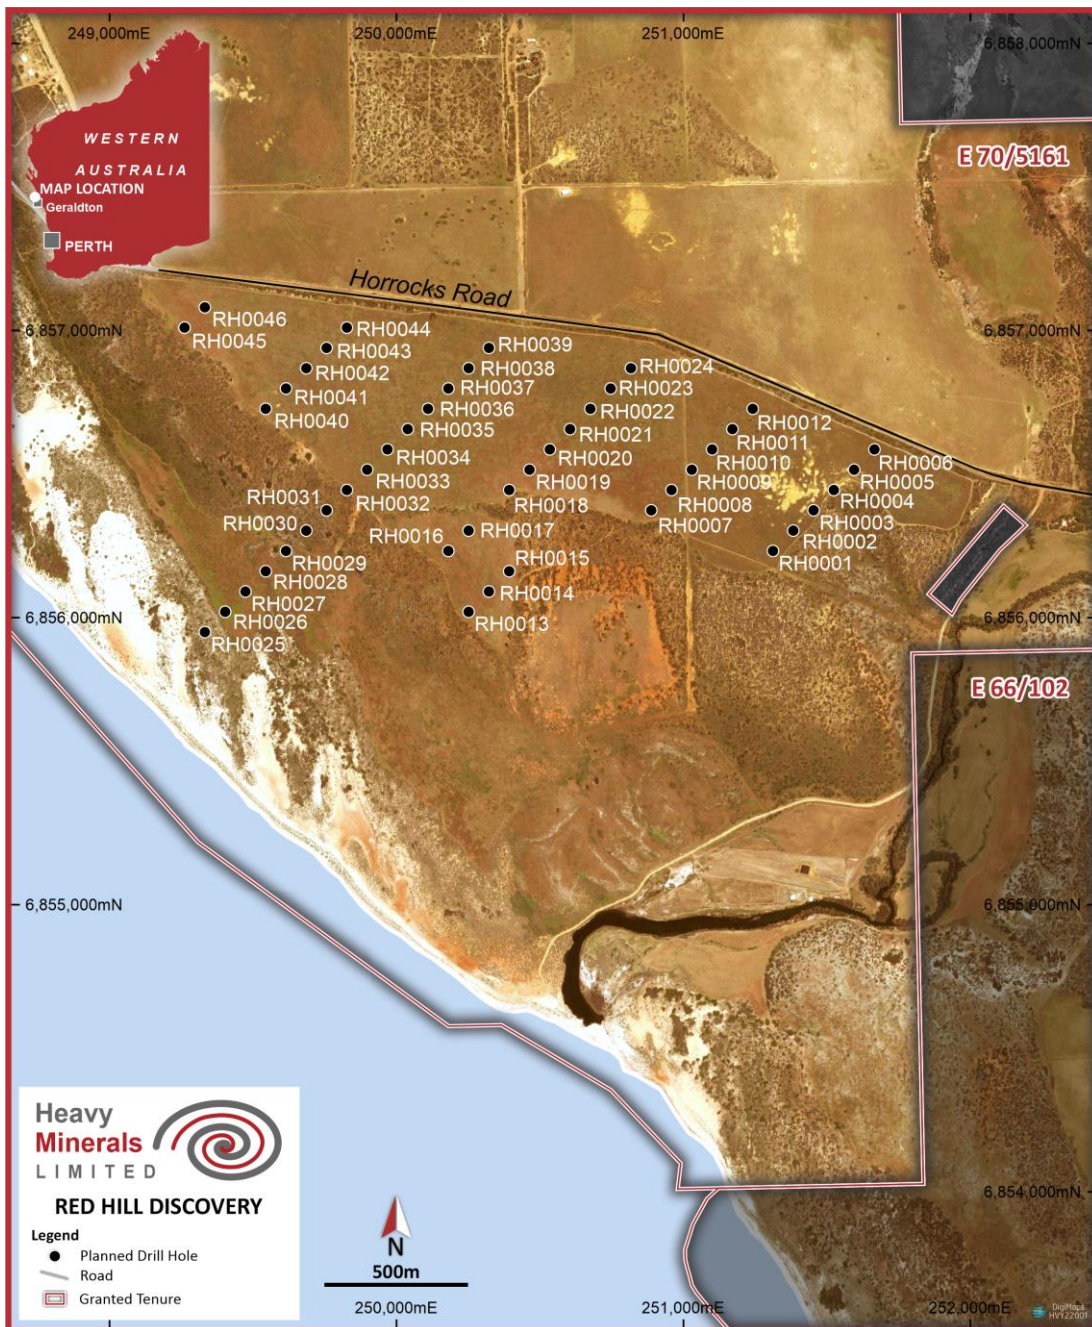 249,000mE
250,000mE
251,000mE
6,858,000mN
WESTERN
AUSTRALIA
MAP LOCATION
Geraldton
PERTH
E 70/5161
Horrocks Road
6,857,000mN
6,857,000mN
RH0046
RH0045
RH0044
RH0043
RH0042
RH0041
RH0040
RH0039
RH0038
RH0037
RH0036
RH0035
RH0034
RH0033
RH0032
RH0031
RH0030
RH0029
RH0028
RH0027
RH0026
RH0025
RH0024
RH0023
RH0022
RH0021
RH0020
RH0019
RH0018
RH0017
RH0016
RH0015
RH0014
RH0013
RH0012
RH0011
RH0010
RH0009
RH0008
RH0007
RH0006
RH0005
RH0004
RH0003
RH0002
RH0001
6,856,000mN
6,856,000mN
E 66/102
6,855,000mN
6,855,000mN
6,854,000mN
Heavy
Minerals
LIMITED
RED HILL DISCOVERY
Legend
Planned Drill Hole
Road
Granted Tenure
N
500m
250,000mE
251,000mE
252,000mE
DigiMaps
HVY22001